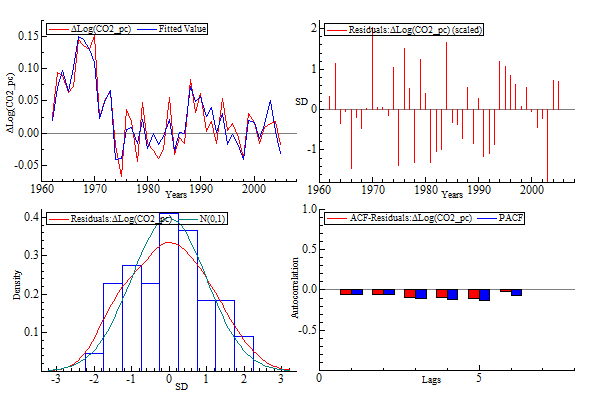 ΔLog(CO2_pc) Fitted Value
0.15
0.10
0.05
0.00
-0.05
ΔLog(CO2_pc)
1960 1970 1980 1990 2000
Years
Residuals:ΔLog(CO2_pc) (scaled)
2
1
0
-1
SD
1960 1970 1980 1990 2000
Years
Residuals:ΔLog(CO2_pc) N(0,1)
0.4
0.3
0.2
0.1
Density
-3 -2 -1 0 1 2 3
SD
ACF-Residuals:ΔLog(CO2_pc) PACF
1.0
0.5
0.0
-0.5
Autocorrelation
0 5
Lags